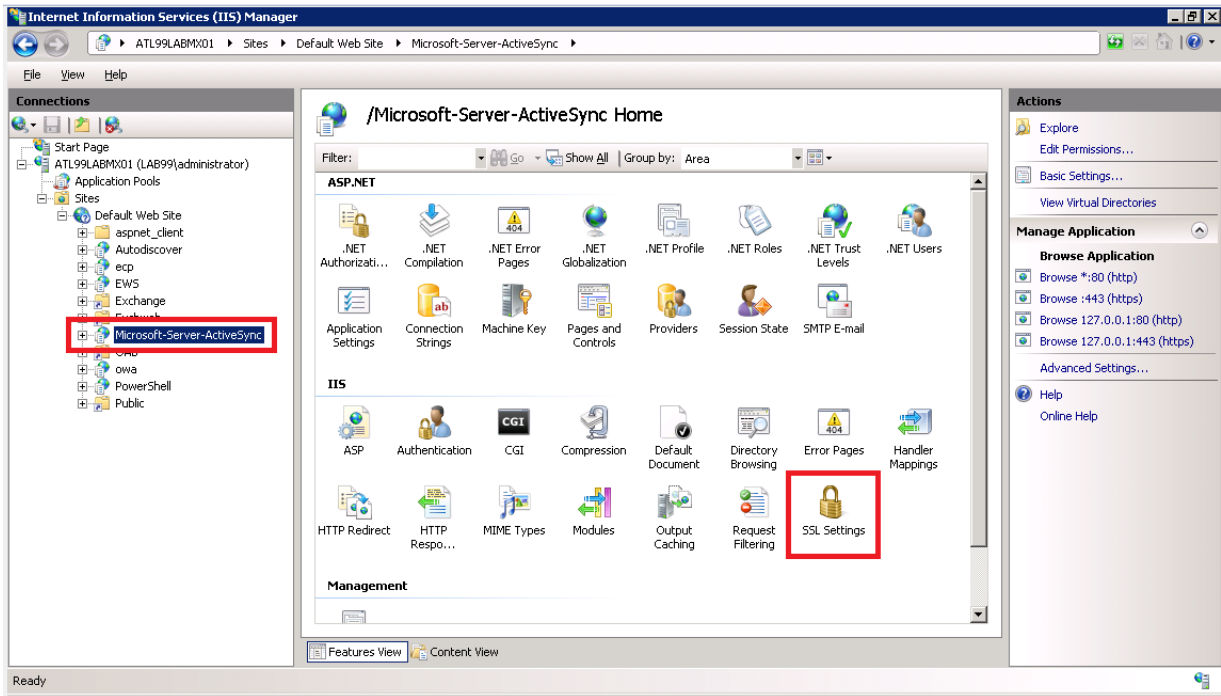 Internet Information Services (IIS) Manager
ATL99LABMX01 Sites Default Web Site Microsoft-Server-ActiveSync
File View Help
Connections
Start Page
ATL99LABMX01 (LAB99\administrator)
Application Pools
Sites
Default Web Site
aspnet_client
Autodiscover
ecp
EWS
Exchange
Microsoft-Server-ActiveSync
OAB
owa
PowerShell
Public
/Microsoft-Server-ActiveSync Home
Filter: Go Show All Group by: Area
ASP.NET
404
.NET Authorizati...
.NET Compilation
.NET Error Pages
.NET Globalization
.NET Profile
.NET Roles
.NET Trust Levels
.NET Users
ab
Application Settings
Connection Strings
Machine Key
Pages and Controls
Providers
Session State
SMTP E-mail
IIS
CGI
404
ASP
Authentication
CGI
Compression
Default Document
Directory Browsing
Error Pages
Handler Mappings
HTTP Redirect
HTTP Respo...
MIME Types
Modules
Output Caching
Request Filtering
SSL Settings
Management
Features View Content View
Actions
Explore
Edit Permissions...
Basic Settings...
View Virtual Directories
Manage Application
Browse Application
Browse *:80 (http)
Browse :443 (https)
Browse 127.0.0.1:80 (http)
Browse 127.0.0.1:443 (https)
Advanced Settings...
Help
Online Help
Ready